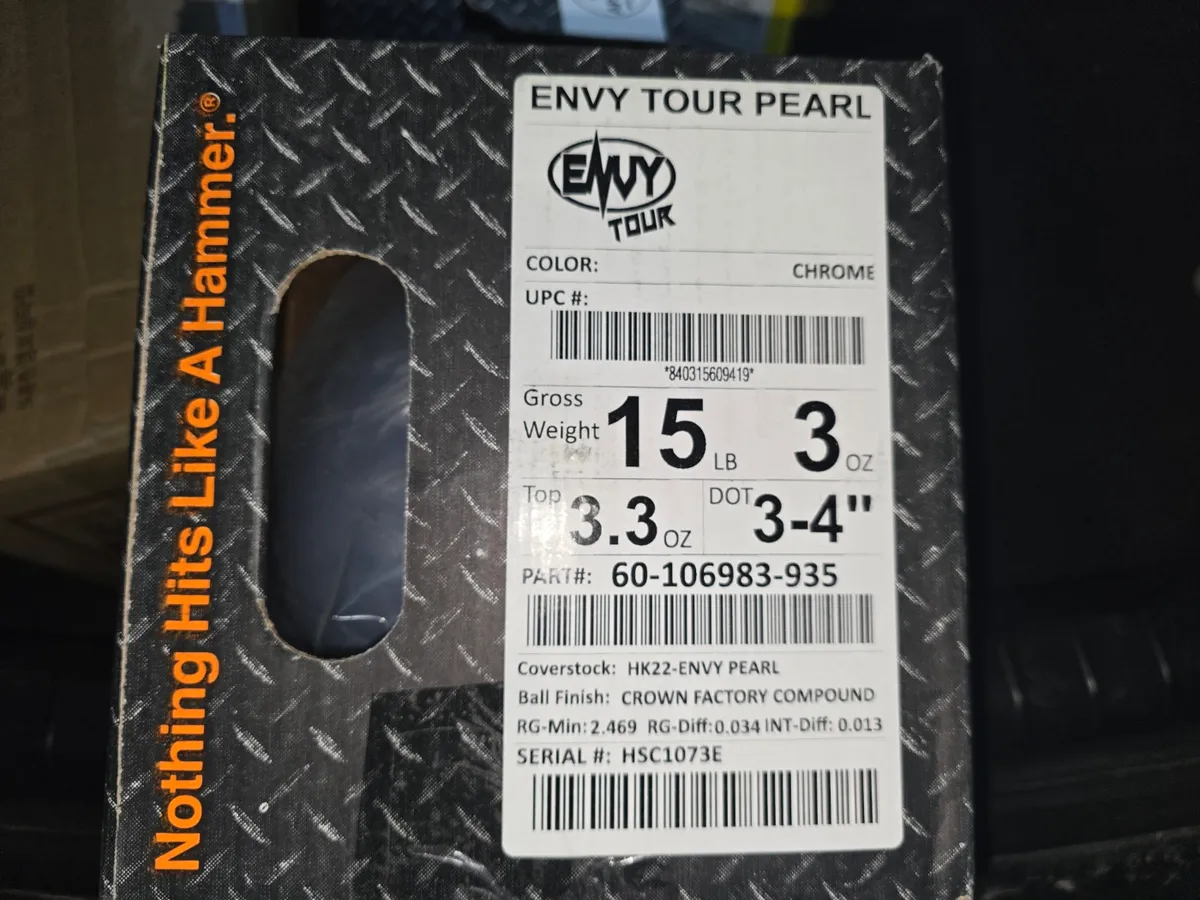 Nothing Hits Like A Hammer.®
ENVY TOUR PEARL
ENVY
TOUR
COLOR: CHROME
UPC #:
*840315609419*
Gross
Weight 15 LB 3 OZ
Top 3.3 OZ DOT 3-4"
PART#: 60-106983-935
Coverstock: HK22-ENVY PEARL
Ball Finish: CROWN FACTORY COMPOUND
RG-Min: 2.469 RG-Diff: 0.034 INT-Diff: 0.013
SERIAL #: HSC1073E